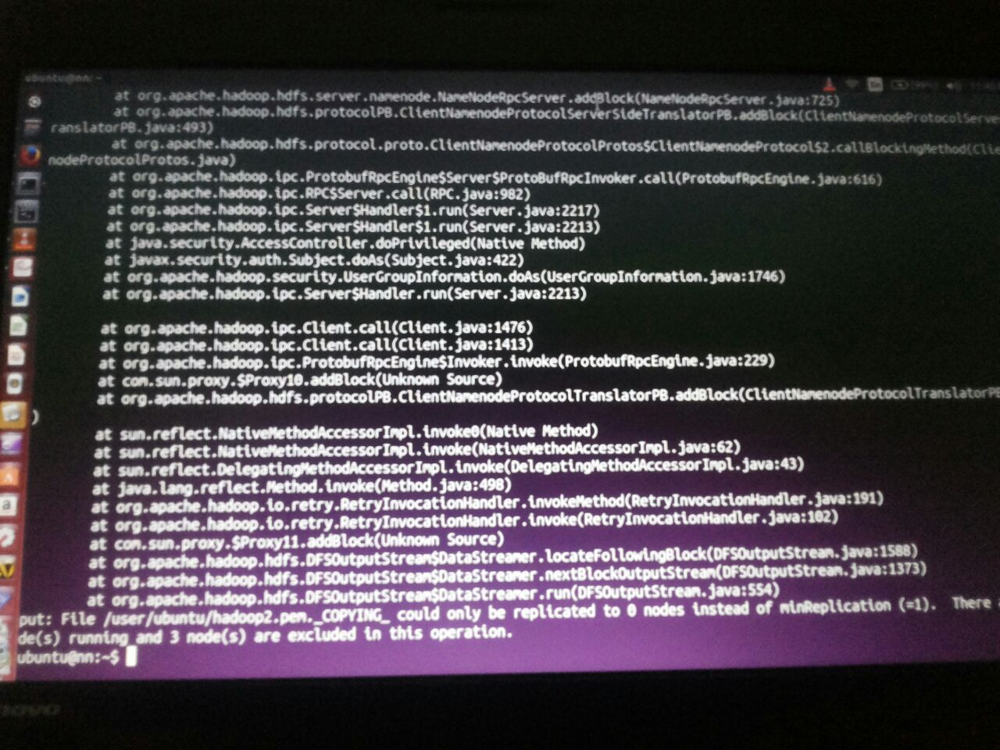 ubuntu@nn: ~
at org.apache.hadoop.hdfs.server.namenode.NameNodeRpcServer.addBlock(NameNodeRpcServer.java:725)
at org.apache.hadoop.hdfs.protocolPB.ClientNamenodeProtocolServerSideTranslatorPB.addBlock(ClientNamenodeProtocolServe
ranslatorPB.java:493)
at org.apache.hadoop.hdfs.protocol.proto.ClientNamenodeProtocolProtos$ClientNamenodeProtocol$2.callBlockingMethod(Clie
nodeProtocolProtos.java)
at org.apache.hadoop.ipc.ProtobufRpcEngine$Server$ProtoBufRpcInvoker.call(ProtobufRpcEngine.java:616)
at org.apache.hadoop.ipc.RPC$Server.call(RPC.java:982)
at org.apache.hadoop.ipc.Server$Handler$1.run(Server.java:2217)
at org.apache.hadoop.ipc.Server$Handler$1.run(Server.java:2213)
at java.security.AccessController.doPrivileged(Native Method)
at javax.security.auth.Subject.doAs(Subject.java:422)
at org.apache.hadoop.security.UserGroupInformation.doAs(UserGroupInformation.java:1746)
at org.apache.hadoop.ipc.Server$Handler.run(Server.java:2213)
at org.apache.hadoop.ipc.Client.call(Client.java:1476)
at org.apache.hadoop.ipc.Client.call(Client.java:1413)
at org.apache.hadoop.ipc.ProtobufRpcEngine$Invoker.invoke(ProtobufRpcEngine.java:229)
at com.sun.proxy.$Proxy10.addBlock(Unknown Source)
at org.apache.hadoop.hdfs.protocolPB.ClientNamenodeProtocolTranslatorPB.addBlock(ClientNamenodeProtocolTranslatorPB
)
at sun.reflect.NativeMethodAccessorImpl.invoke0(Native Method)
at sun.reflect.NativeMethodAccessorImpl.invoke(NativeMethodAccessorImpl.java:62)
at sun.reflect.DelegatingMethodAccessorImpl.invoke(DelegatingMethodAccessorImpl.java:43)
at java.lang.reflect.Method.invoke(Method.java:498)
at org.apache.hadoop.io.retry.RetryInvocationHandler.invokeMethod(RetryInvocationHandler.java:191)
at org.apache.hadoop.io.retry.RetryInvocationHandler.invoke(RetryInvocationHandler.java:102)
at com.sun.proxy.$Proxy11.addBlock(Unknown Source)
at org.apache.hadoop.hdfs.DFSOutputStream$DataStreamer.locateFollowingBlock(DFSOutputStream.java:1588)
at org.apache.hadoop.hdfs.DFSOutputStream$DataStreamer.nextBlockOutputStream(DFSOutputStream.java:1373)
at org.apache.hadoop.hdfs.DFSOutputStream$DataStreamer.run(DFSOutputStream.java:554)
put: File /user/ubuntu/hadoop2.pem._COPYING_ could only be replicated to 0 nodes instead of minReplication (=1). There
de(s) running and 3 node(s) are excluded in this operation.
ubuntu@nn:~$